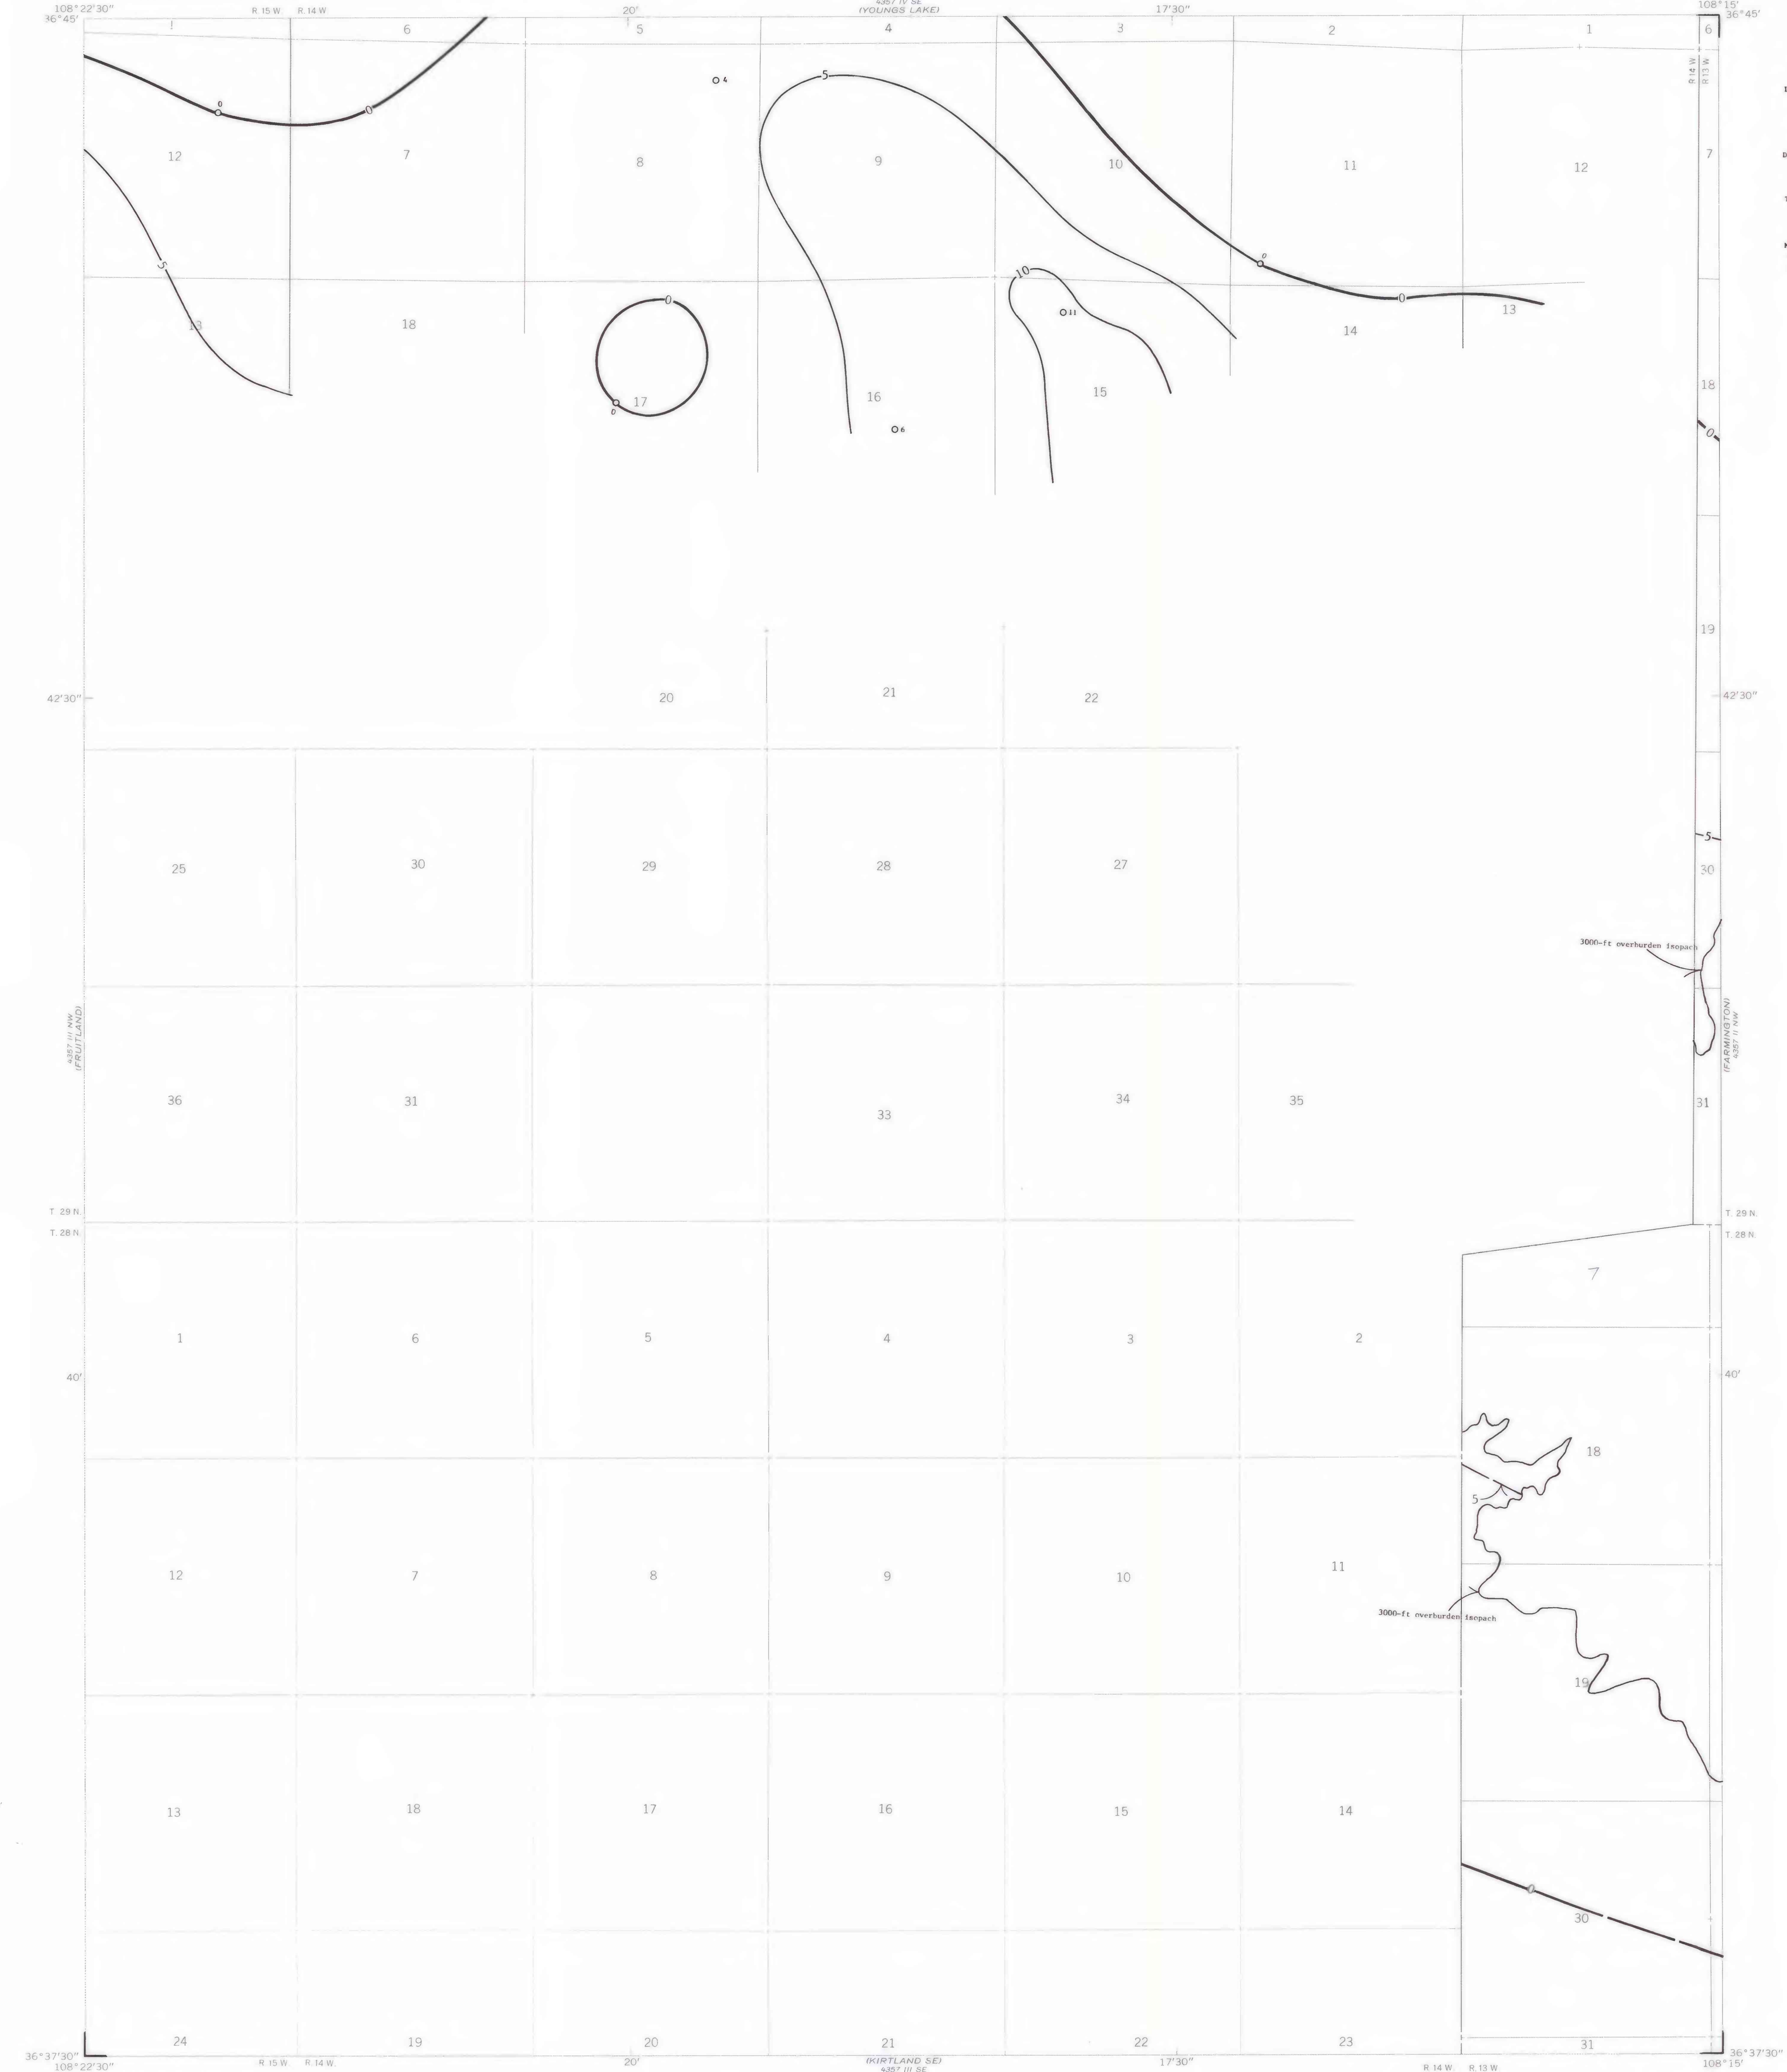 4357 IV SE
108°22'30" R. 15 W. R. 14 W. 20' (YOUNGS LAKE) 17'30" 108°15'
36°45' 36°45'
1 6 5 4 3 2 1 6
R 14 W
R 13 W
4 5
0 0
12 7 8 9 10 11 12 7
5 0
10
0 0
11
13 18 14 13
17 16 15 18
0 6 0
19
42'30" 20 21 22 42'30"
5
25 30 29 28 27 30
3000-ft overburden isopach
4357 III NW
(FRUITLAND)
(FARMINGTON)
4357 II NW
36 31 33 34 35 31
T. 29 N. T. 29 N.
T. 28 N. T. 28 N.
7
1 6 5 4 3 2
40' 40'
18
5
12 7 8 9 10 11
3000-ft overburden isopach
19
13 18 17 16 15 14
0
30
24 19 20 21 22 23 31
36°37'30" 36°37'30"
108°22'30" R. 15 W. R. 14 W. 20' (KIRTLAND SE) 17'30" R. 14 W. R. 13 W. 108°15'
4357 III SE